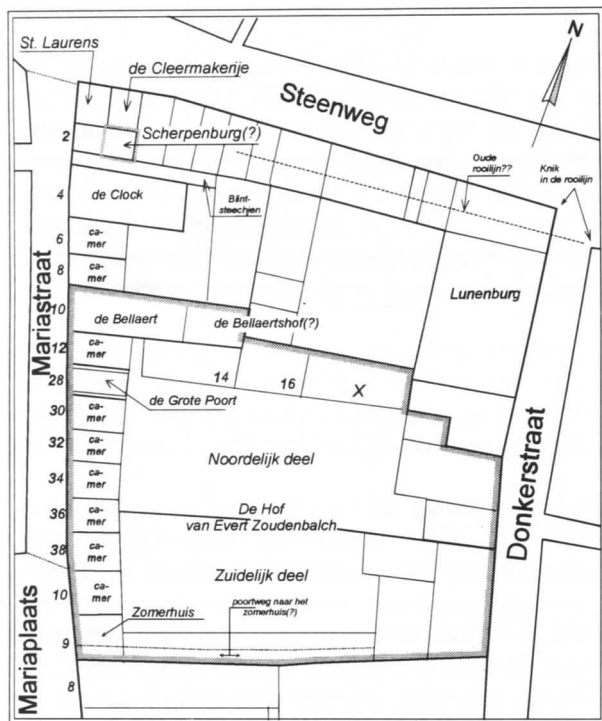 St. Laurens
de Cleermakerije
N
Steenweg
2
Scherpenburg(?)
Oude
rooilijn??
Knik
in de rooilijn
4
de Clock
Blint-
steechjen
6
ca-
mer
8
ca-
mer
Lunenburg
Mariastraat
10
de Bellaert
de Bellaertshof(?)
12
ca-
mer
14
16
X
28
de Grote Poort
30
ca-
mer
32
ca-
mer
Noordelijk deel
34
ca-
mer
Donkerstraat
36
ca-
mer
De Hof
van Evert Zoudenbalch
38
ca-
mer
Zuidelijk deel
10
ca-
mer
Mariaplaats
Zomerhuis
poortweg naar het
zomerhuis(?)
9
8